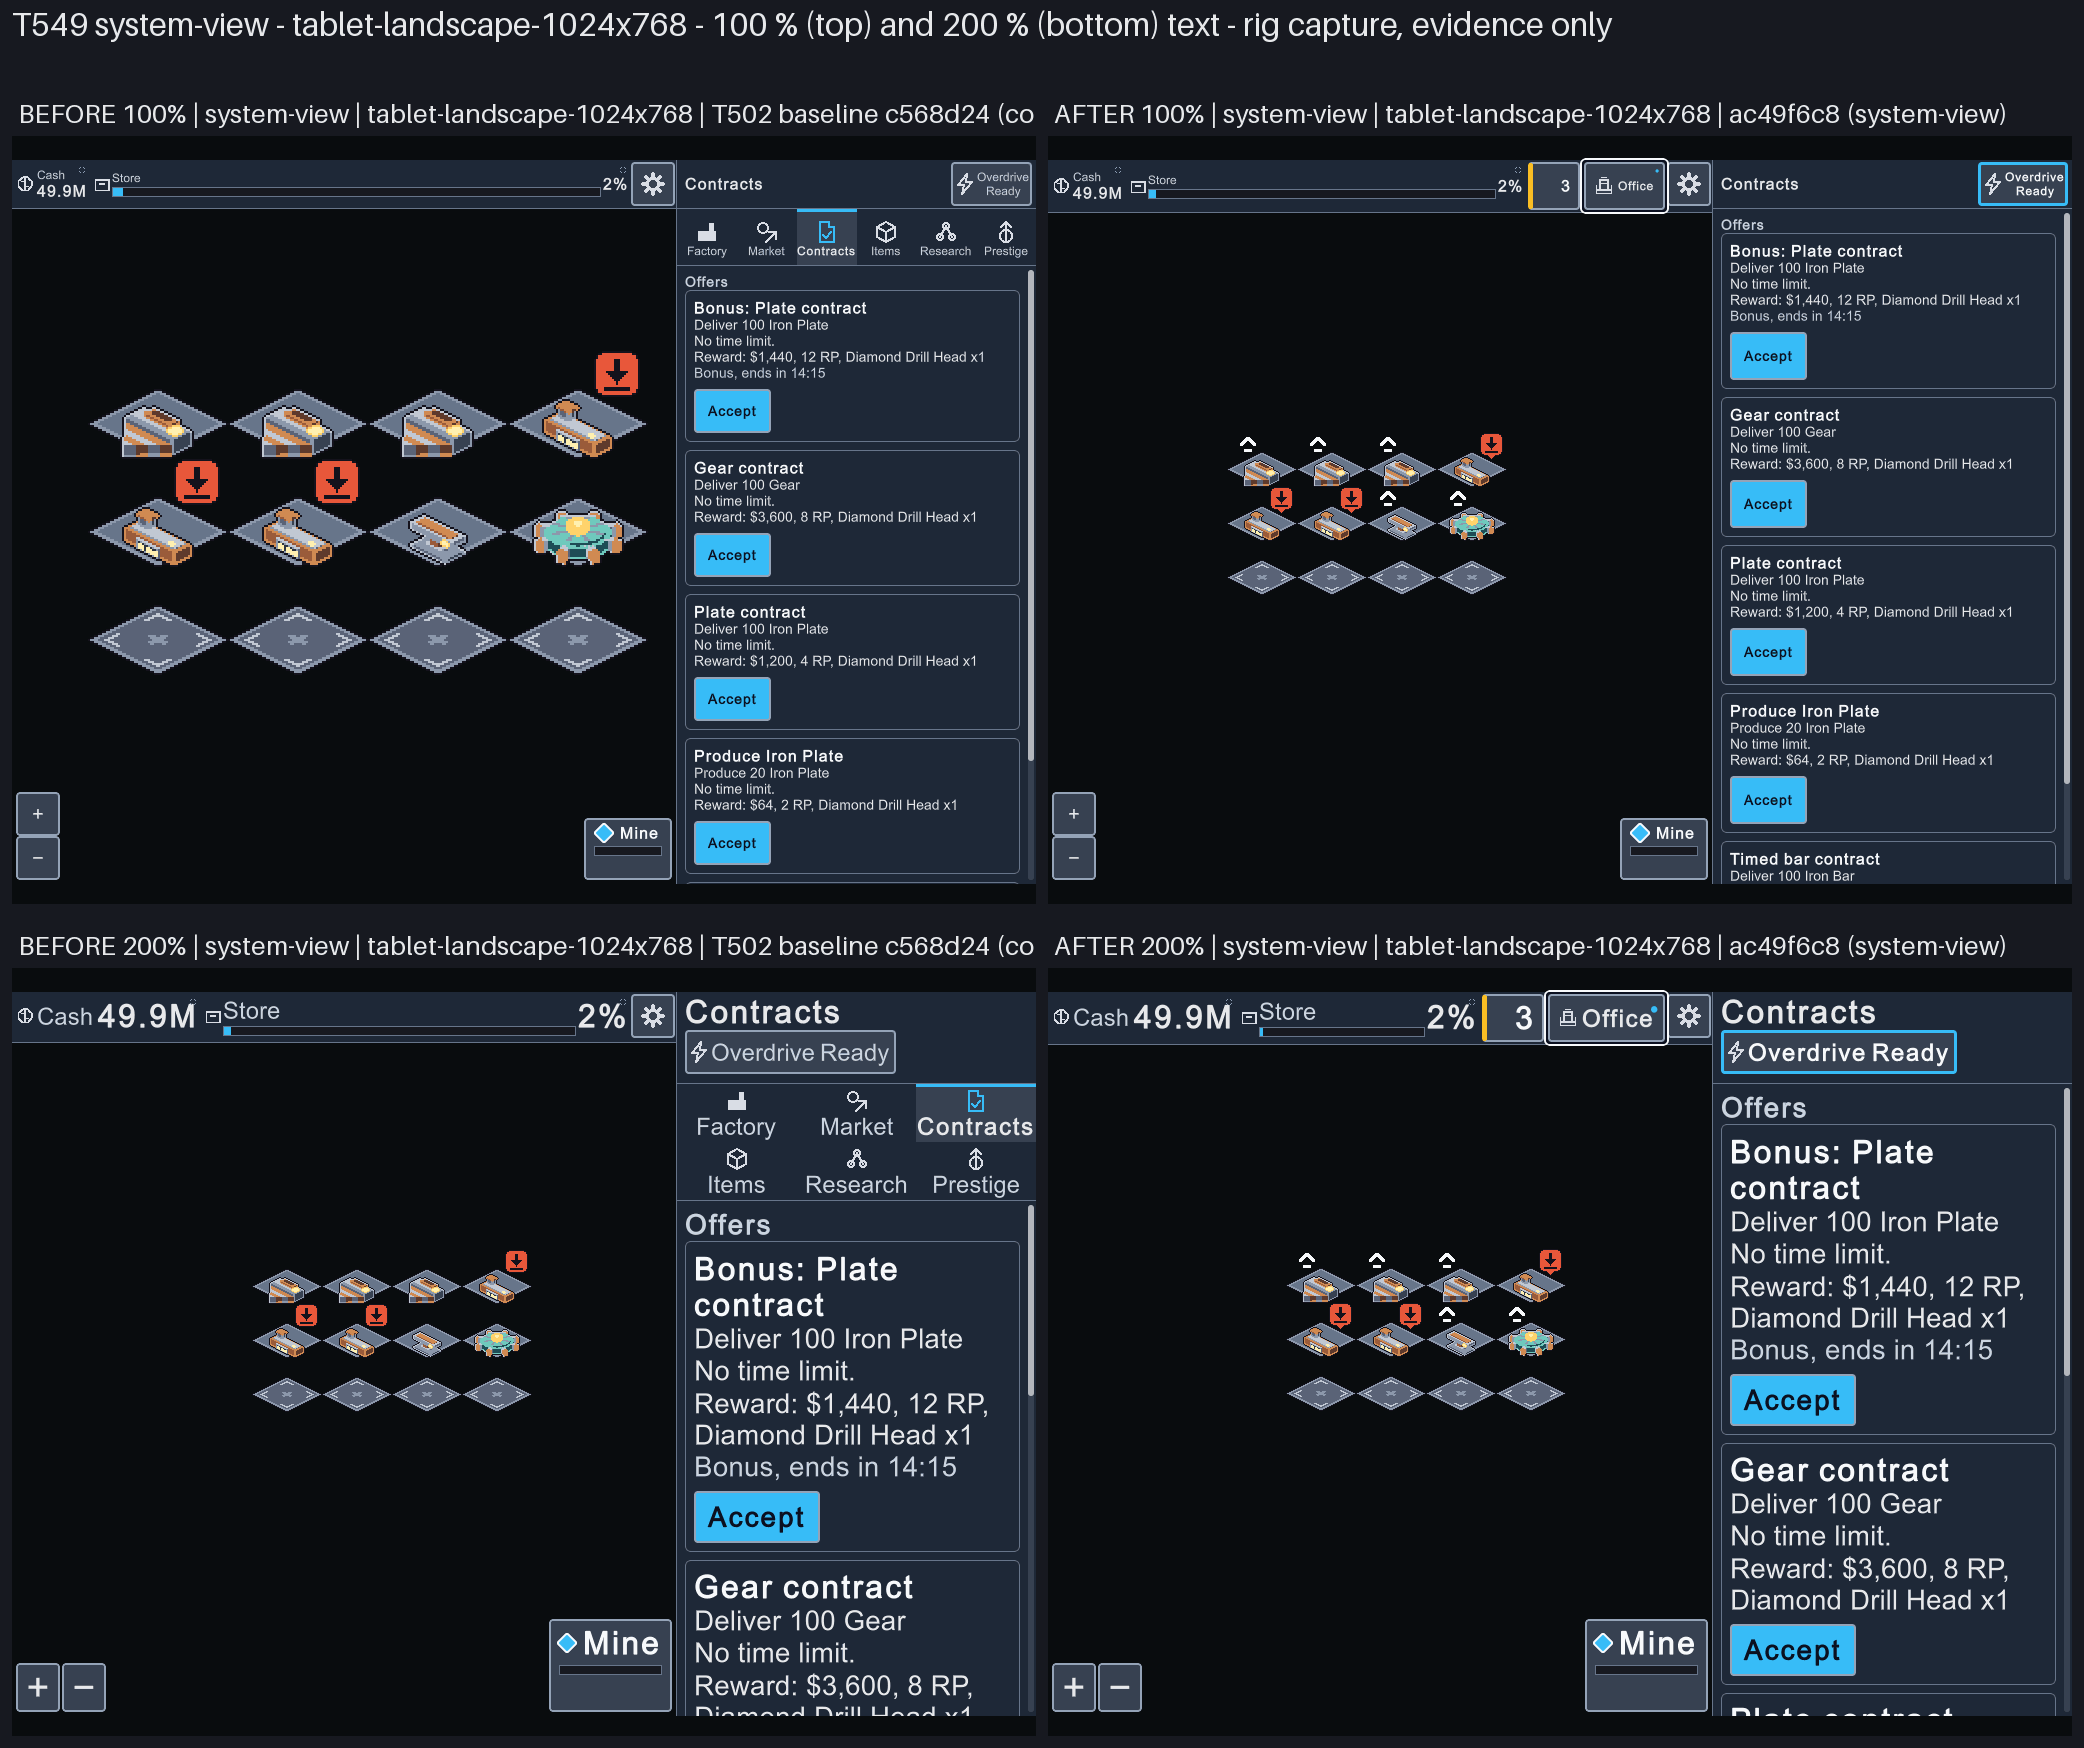 T549 system-view - tablet-landscape-1024x768 - 100 % (top) and 200 % (bottom) text - rig capture, evidence only
BEFORE 100% | system-view | tablet-landscape-1024x768 | T502 baseline c568d24 (co
Cash
49.9M
Store
2%
Contracts
Overdrive
Ready
Factory
Market
Contracts
Items
Research
Prestige
Offers
Bonus: Plate contract
Deliver 100 Iron Plate
No time limit.
Reward: $1,440, 12 RP, Diamond Drill Head x1
Bonus, ends in 14:15
Accept
Gear contract
Deliver 100 Gear
No time limit.
Reward: $3,600, 8 RP, Diamond Drill Head x1
Accept
Plate contract
Deliver 100 Iron Plate
No time limit.
Reward: $1,200, 4 RP, Diamond Drill Head x1
Accept
Produce Iron Plate
Produce 20 Iron Plate
No time limit.
Reward: $64, 2 RP, Diamond Drill Head x1
Accept
+
−
Mine
AFTER 100% | system-view | tablet-landscape-1024x768 | ac49f6c8 (system-view)
Cash
49.9M
Store
2%
3
Office
Contracts
Overdrive
Ready
Offers
Bonus: Plate contract
Deliver 100 Iron Plate
No time limit.
Reward: $1,440, 12 RP, Diamond Drill Head x1
Bonus, ends in 14:15
Accept
Gear contract
Deliver 100 Gear
No time limit.
Reward: $3,600, 8 RP, Diamond Drill Head x1
Accept
Plate contract
Deliver 100 Iron Plate
No time limit.
Reward: $1,200, 4 RP, Diamond Drill Head x1
Accept
Produce Iron Plate
Produce 20 Iron Plate
No time limit.
Reward: $64, 2 RP, Diamond Drill Head x1
Accept
Timed bar contract
Deliver 100 Iron Bar
+
−
Mine
BEFORE 200% | system-view | tablet-landscape-1024x768 | T502 baseline c568d24 (co
Cash 49.9M
Store
2%
Contracts
Overdrive Ready
Factory
Market
Contracts
Items
Research
Prestige
Offers
Bonus: Plate
contract
Deliver 100 Iron Plate
No time limit.
Reward: $1,440, 12 RP,
Diamond Drill Head x1
Bonus, ends in 14:15
Accept
Gear contract
Deliver 100 Gear
No time limit.
Reward: $3,600, 8 RP,
Diamond Drill Head x1
+
−
Mine
AFTER 200% | system-view | tablet-landscape-1024x768 | ac49f6c8 (system-view)
Cash 49.9M
Store
2%
3
Office
Contracts
Overdrive Ready
Offers
Bonus: Plate
contract
Deliver 100 Iron Plate
No time limit.
Reward: $1,440, 12 RP,
Diamond Drill Head x1
Bonus, ends in 14:15
Accept
Gear contract
Deliver 100 Gear
No time limit.
Reward: $3,600, 8 RP,
Diamond Drill Head x1
Accept
Plate contract
+
−
Mine